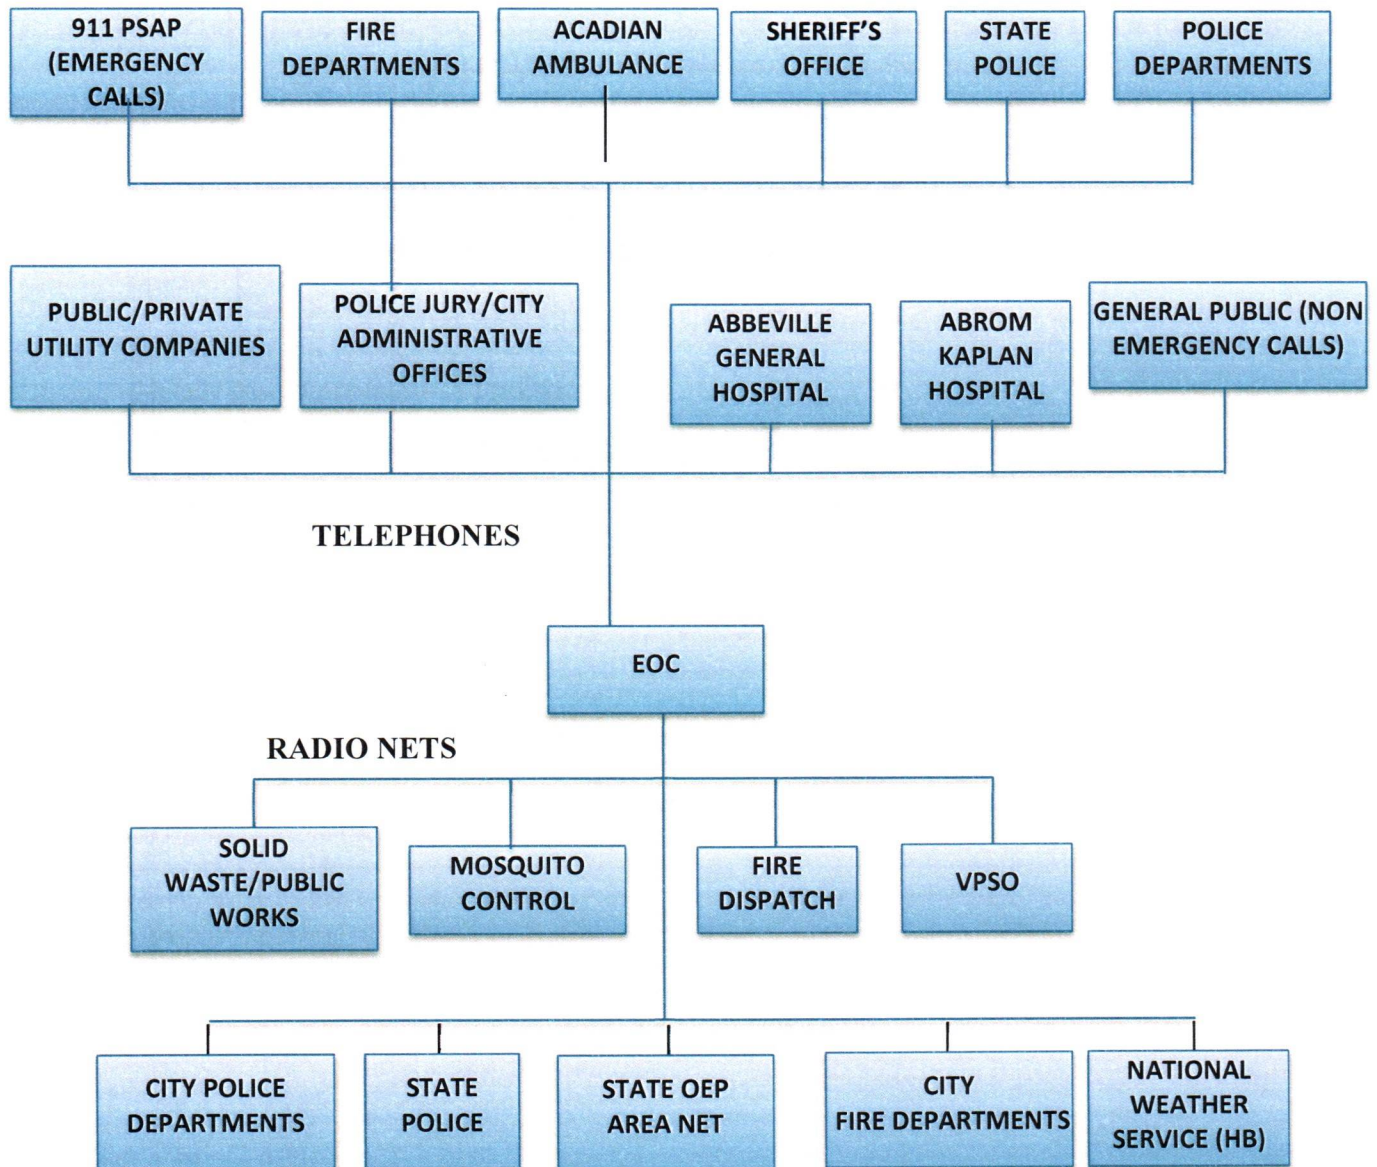 911 PSAP
(EMERGENCY
CALLS)
FIRE
DEPARTMENTS
ACADIAN
AMBULANCE
SHERIFF'S
OFFICE
STATE
POLICE
POLICE
DEPARTMENTS
PUBLIC/PRIVATE
UTILITY COMPANIES
POLICE JURY/CITY
ADMINISTRATIVE
OFFICES
ABBEVILLE
GENERAL
HOSPITAL
ABROM
KAPLAN
HOSPITAL
GENERAL PUBLIC (NON
EMERGENCY CALLS)
TELEPHONES
EOC
RADIO NETS
SOLID
WASTE/PUBLIC
WORKS
MOSQUITO
CONTROL
FIRE
DISPATCH
VPSO
CITY POLICE
DEPARTMENTS
STATE
POLICE
STATE OEP
AREA NET
CITY
FIRE DEPARTMENTS
NATIONAL
WEATHER
SERVICE (HB)